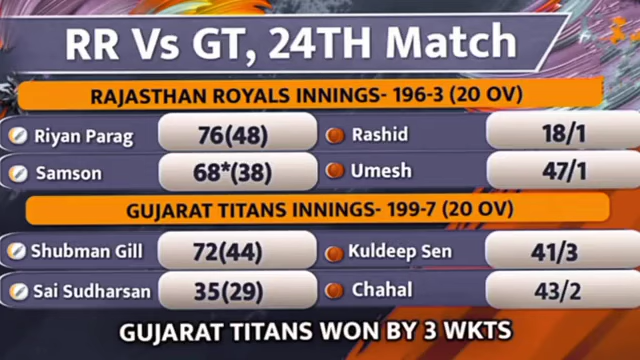 RR Vs GT, 24TH Match
RAJASTHAN ROYALS INNINGS- 196-3 (20 OV)
Riyan Parag 76(48) Rashid 18/1
Samson 68*(38) Umesh 47/1
GUJARAT TITANS INNINGS- 199-7 (20 OV)
Shubman Gill 72(44) Kuldeep Sen 41/3
Sai Sudharsan 35(29) Chahal 43/2
GUJARAT TITANS WON BY 3 WKTS